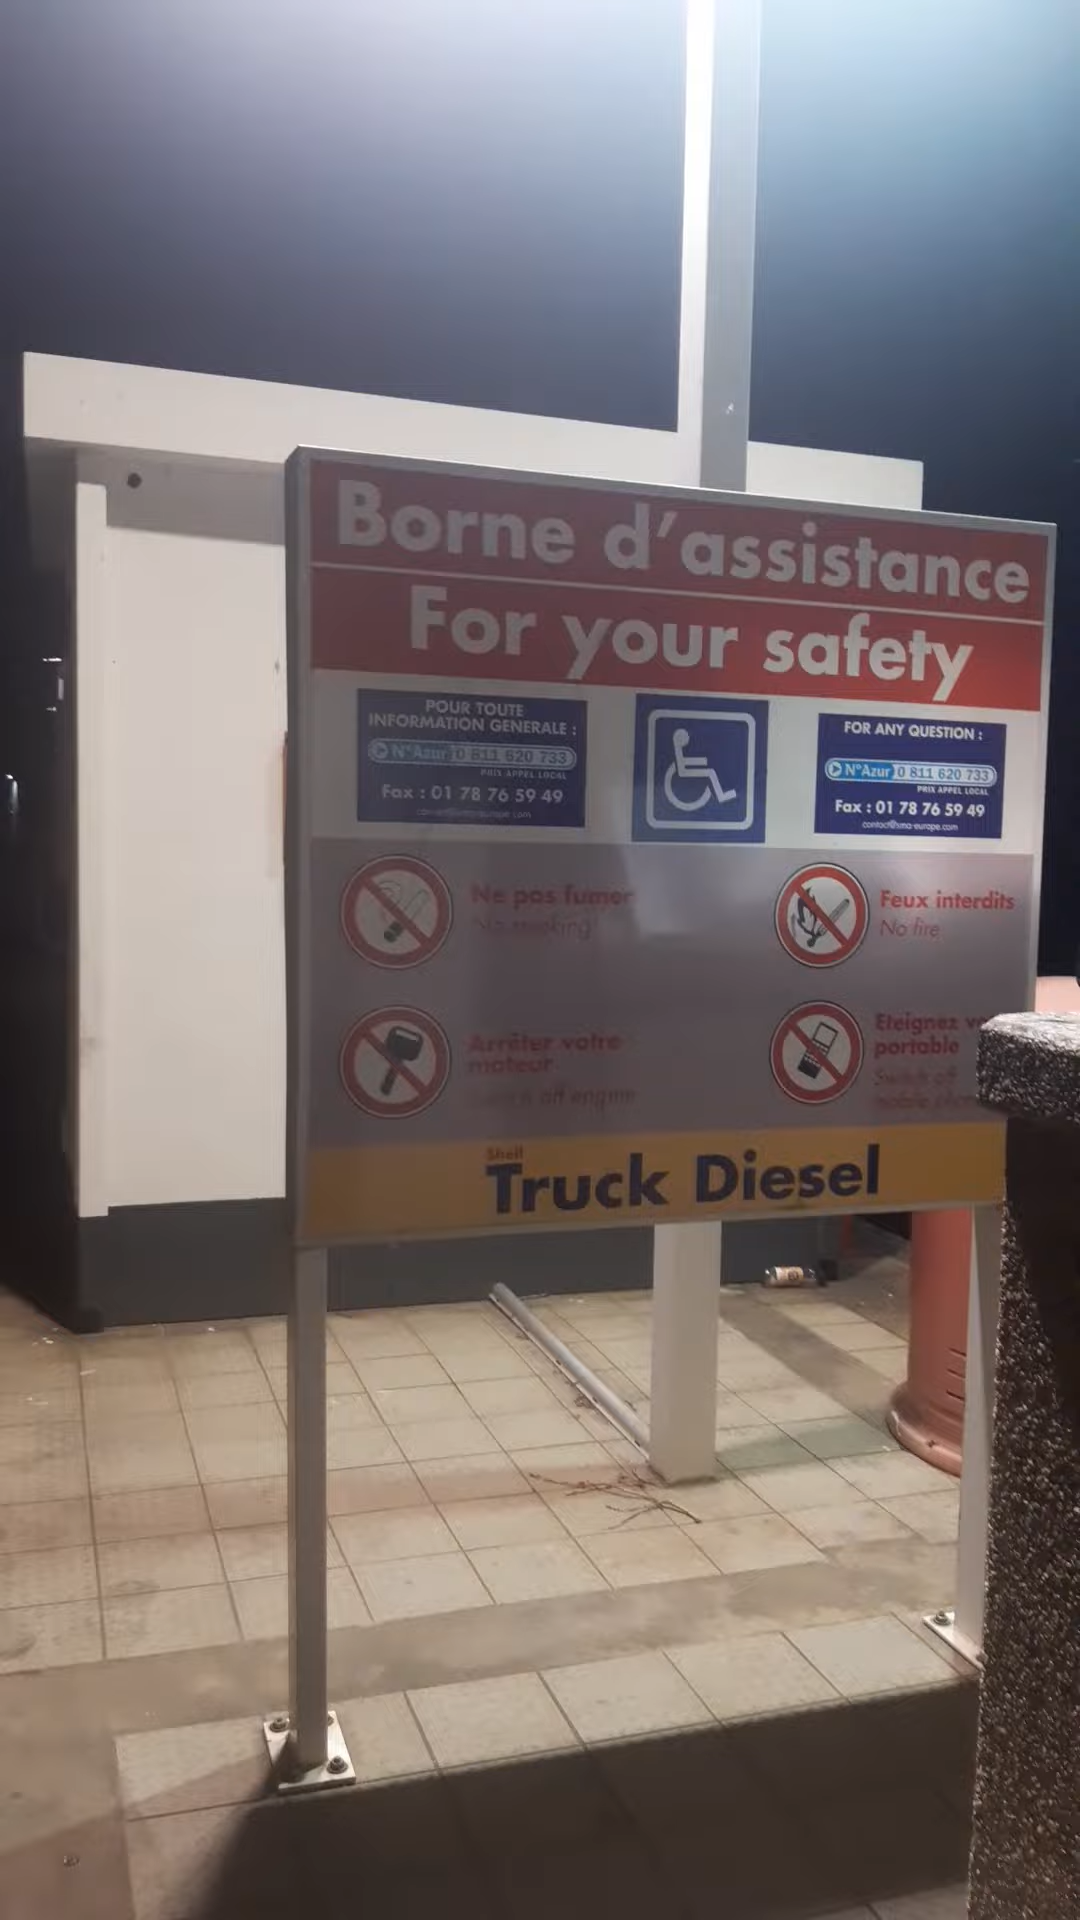 Borne d'assistance
For your safety
POUR TOUTE
INFORMATION GENERALE :
N°Azur 0 811 620 733
PRIX APPEL LOCAL
Fax : 01 78 76 59 49
FOR ANY QUESTION :
N°Azur 0 811 620 733
PRIX APPEL LOCAL
Fax : 01 78 76 59 49
contact@sma-europe.com
Ne pas fumer
No smoking
Feux interdits
No fire
Arrêter votre
moteur
Switch off engine
Eteignez
portable
Switch off
Shell
Truck Diesel